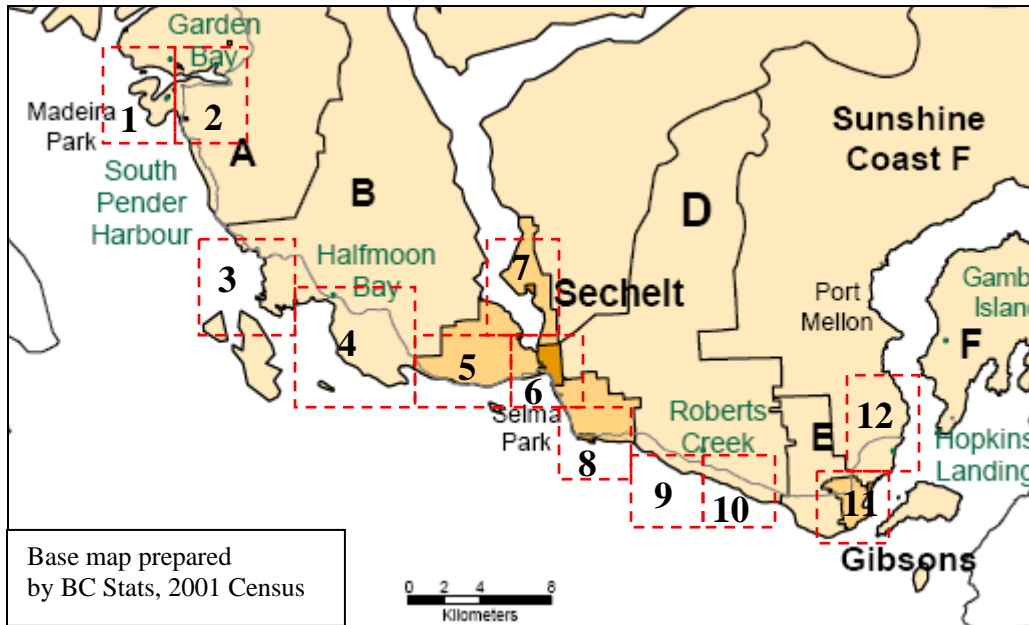 Garden
Bay
1
2
Madeira
Park
A
South
Pender
Harbour
B
Sunshine
Coast F
D
3
Halfmoon
Bay
7
Sechelt
4
5
6
Port
Mellon
Gamb
Island
F
Selma
Park
8
Roberts
Creek
9
10
E
12
Hopkins
Landing
11
Gibsons
Base map prepared
by BC Stats, 2001 Census
0 2 4 8
Kilometers